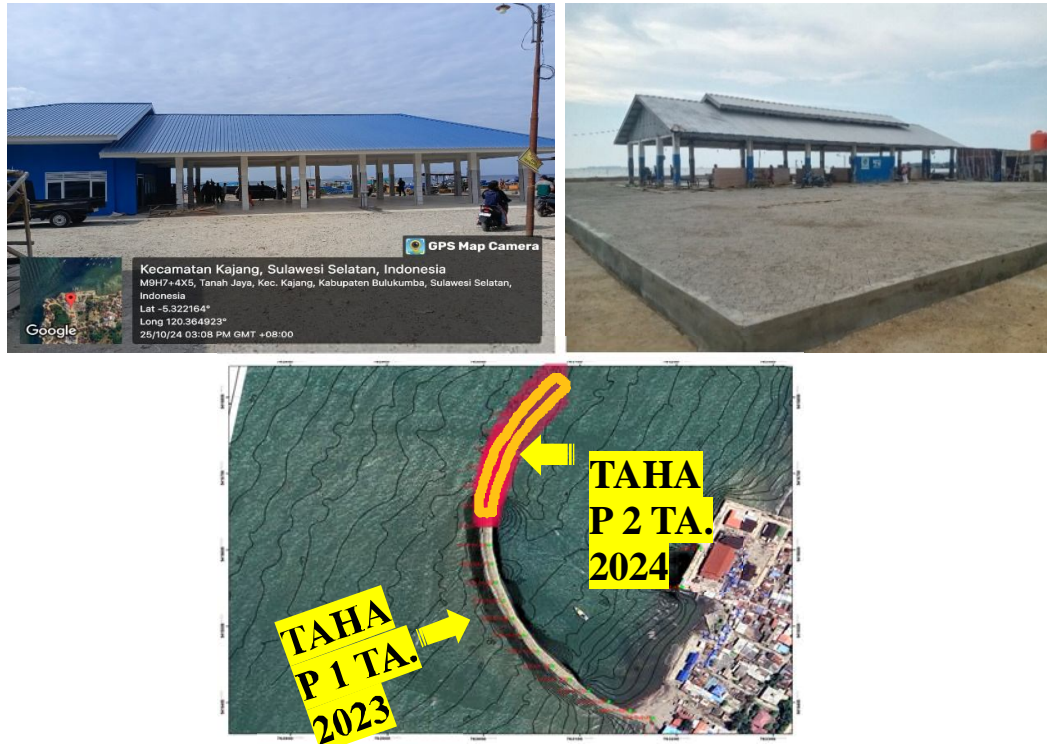 GPS Map Camera
Kecamatan Kajang, Sulawesi Selatan, Indonesia
M9H7+4X5, Tanah Jaya, Kec. Kajang, Kabupaten Bulukumba, Sulawesi Selatan,
Indonesia
Lat -5.322164°
Long 120.364923°
25/10/24 03:08 PM GMT +08:00
Google
TAHA
P 2 TA.
2024
TAHA
P 1 TA.
2023